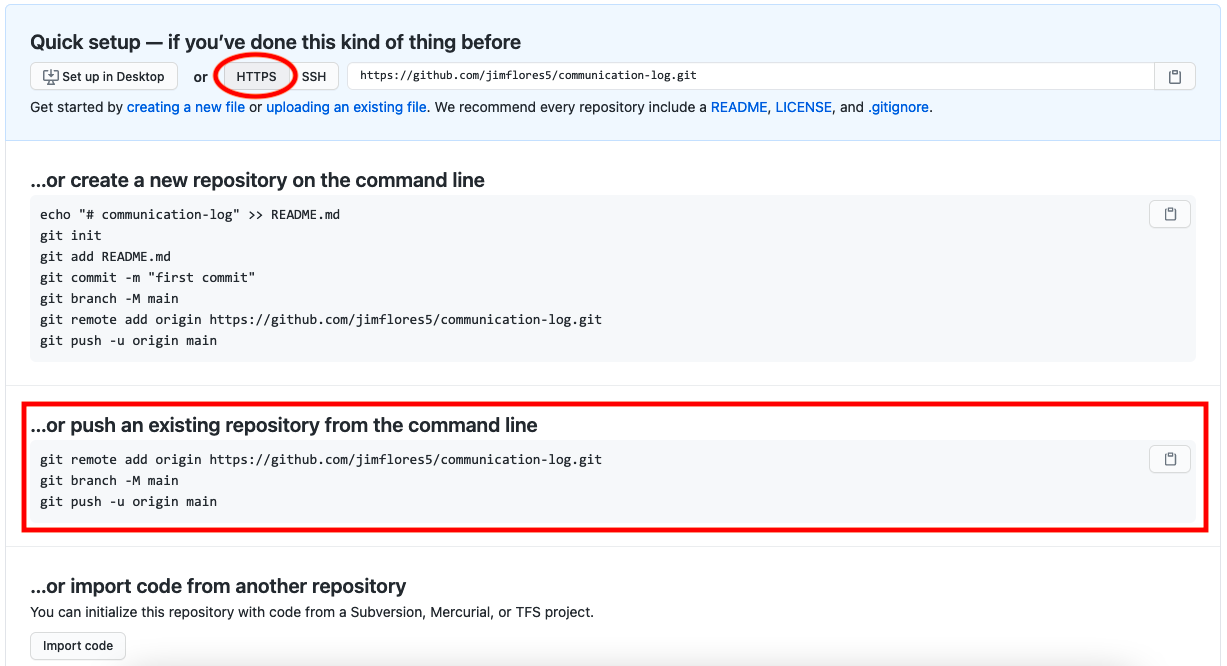 Quick setup — if you’ve done this kind of thing before
Set up in Desktop or HTTPS SSH https://github.com/jimflores5/communication-log.git
Get started by creating a new file or uploading an existing file. We recommend every repository include a README, LICENSE, and .gitignore.
...or create a new repository on the command line
echo "# communication-log" >> README.md
git init
git add README.md
git commit -m "first commit"
git branch -M main
git remote add origin https://github.com/jimflores5/communication-log.git
git push -u origin main
...or push an existing repository from the command line
git remote add origin https://github.com/jimflores5/communication-log.git
git branch -M main
git push -u origin main
...or import code from another repository
You can initialize this repository with code from a Subversion, Mercurial, or TFS project.
Import code